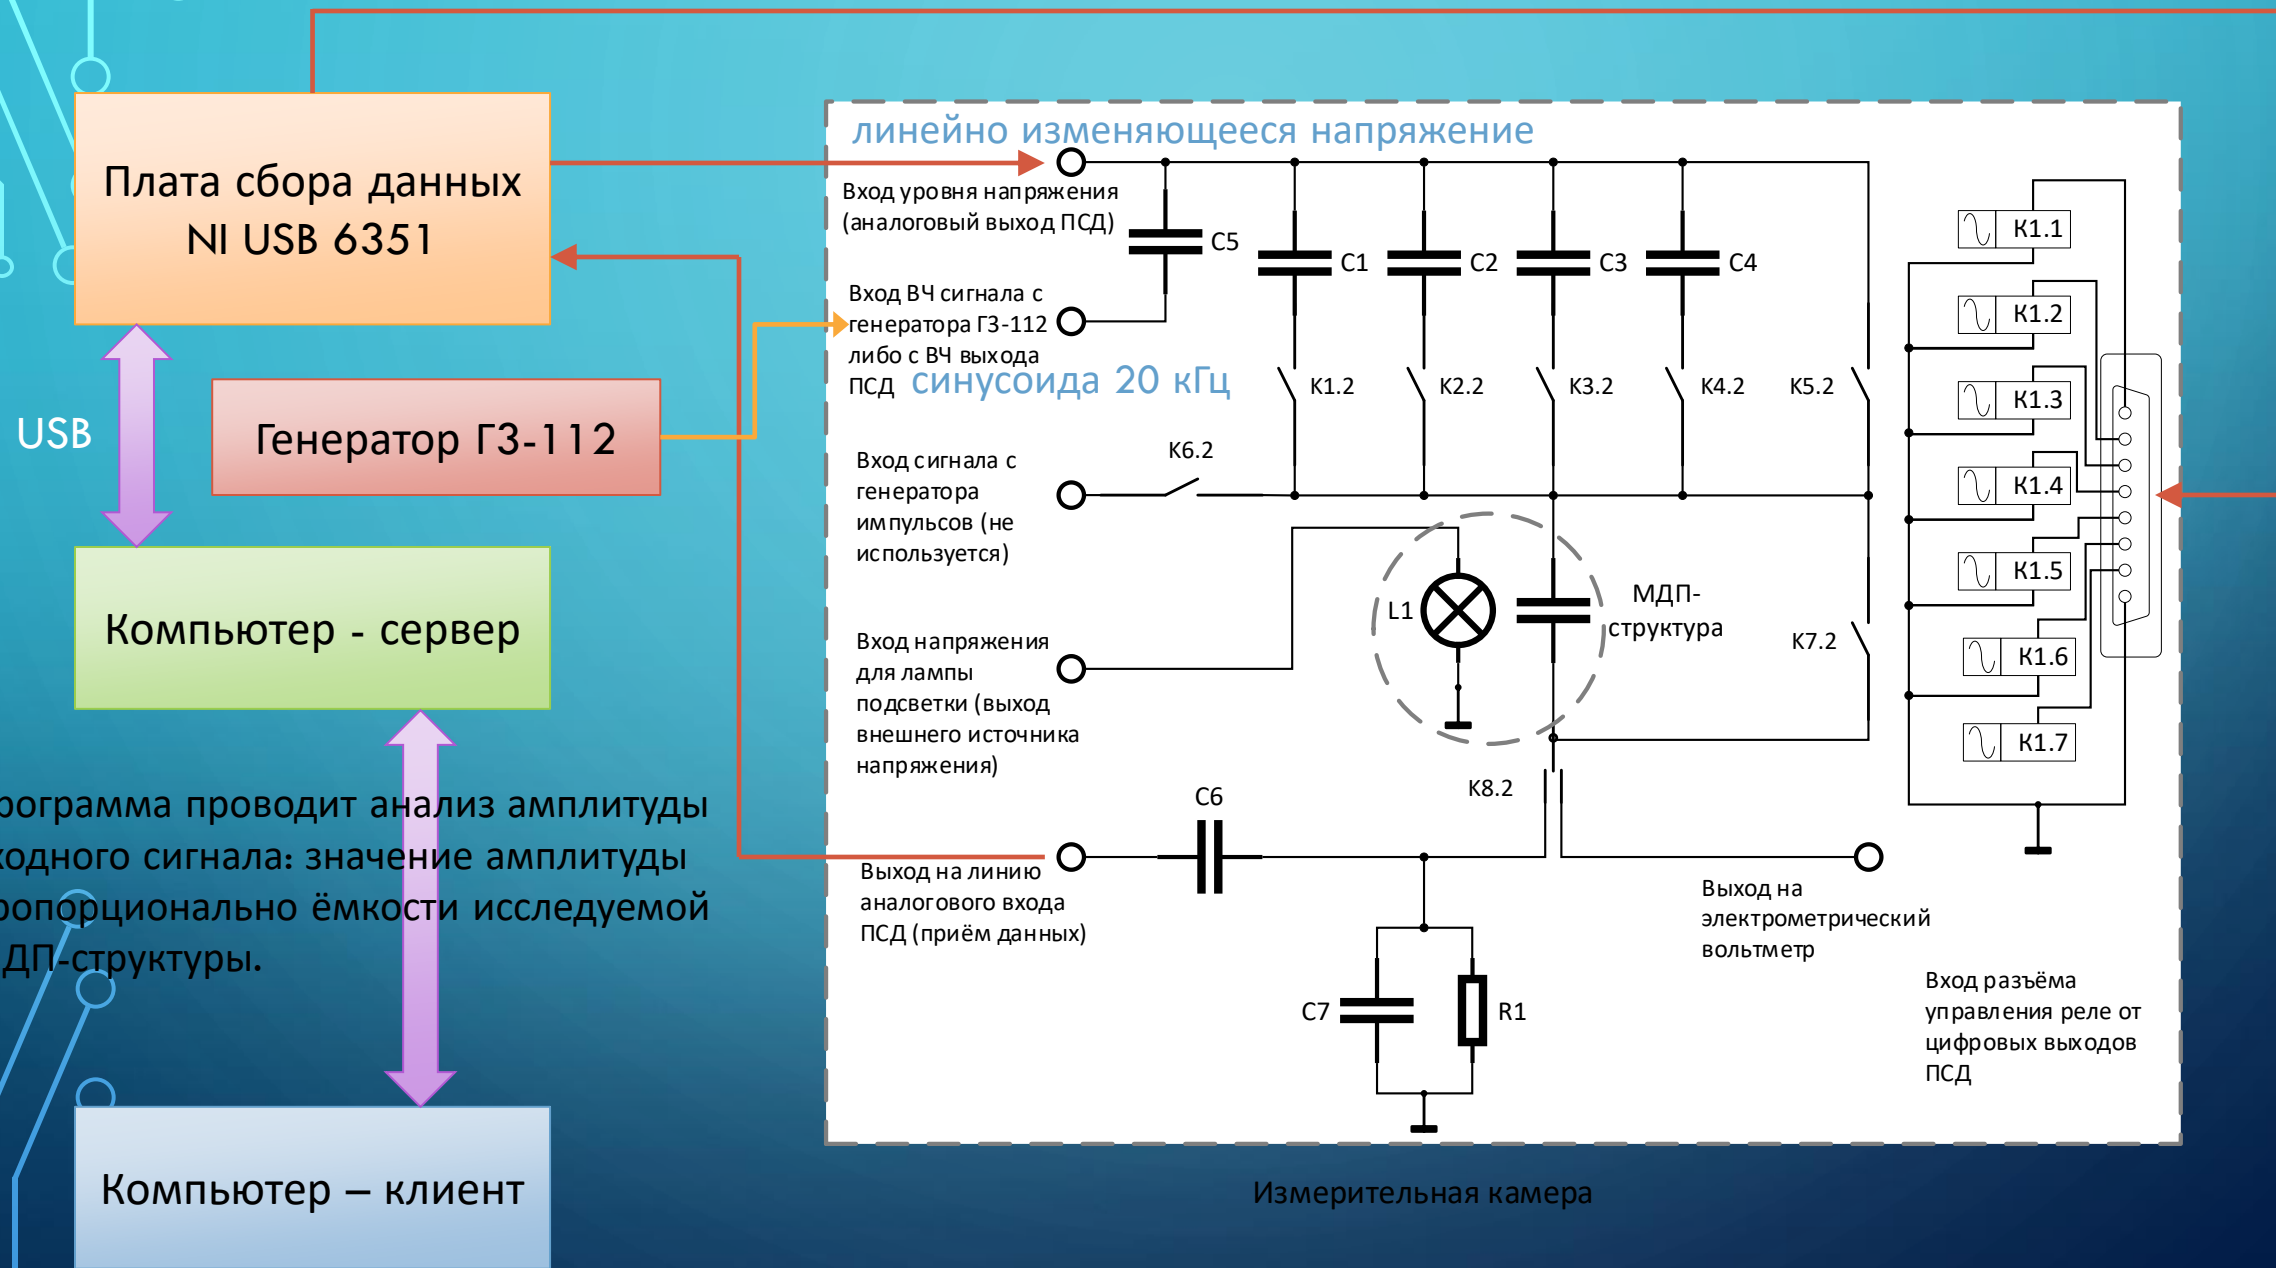 Плата сбора данных
NI USB 6351
USB
Генератор ГЗ-112
Компьютер - сервер
рограмма проводит анализ амплитуды
ходного сигнала: значение амплитуды
ропорционально ёмкости исследуемой
ДП-структуры.
Компьютер – клиент
линейно изменяющееся напряжение
Вход уровня напряжения
(аналоговый выход ПСД)
Вход ВЧ сигнала с
генератора ГЗ-112
либо с ВЧ выхода
ПСД
синусоида 20 кГц
Вход сигнала с
генератора
импульсов (не
используется)
Вход напряжения
для лампы
подсветки (выход
внешнего источника
напряжения)
Выход на линию
аналогового входа
ПСД (приём данных)
C5
C1
C2
C3
C4
K1.2
K2.2
K3.2
K4.2
K5.2
K6.2
L1
МДП-
структура
K7.2
K8.2
C6
C7
R1
Выход на
электрометрический
вольтметр
K1.1
K1.2
K1.3
K1.4
K1.5
K1.6
K1.7
Вход разъёма
управления реле от
цифровых выходов
ПСД
Измерительная камера